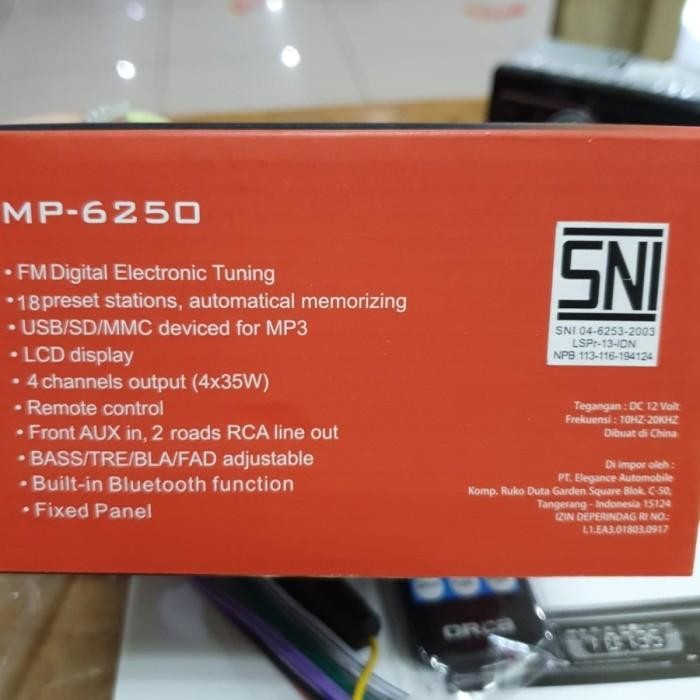 MP-6250
• FM Digital Electronic Tuning
• 18 preset stations, automatical memorizing
• USB/SD/MMC deviced for MP3
• LCD display
• 4 channels output (4x35W)
• Remote control
• Front AUX in, 2 roads RCA line out
• BASS/TRE/BLA/FAD adjustable
• Built-in Bluetooth function
• Fixed Panel
SNI
SNI 04-6253-2003
LSPr-13-IDN
NPB 113-116-194124
Tegangan : DC 12 Volt
Frekuensi : 10HZ-20KHZ
Dibuat di China
Di impor oleh :
PT. Elegance Automobile
Komp. Ruko Duta Garden Square Blok. C-50,
Tangerang - Indonesia 15124
IZIN DEPERINDAG RI NO.:
I.1.EA3.01803.0917
orca